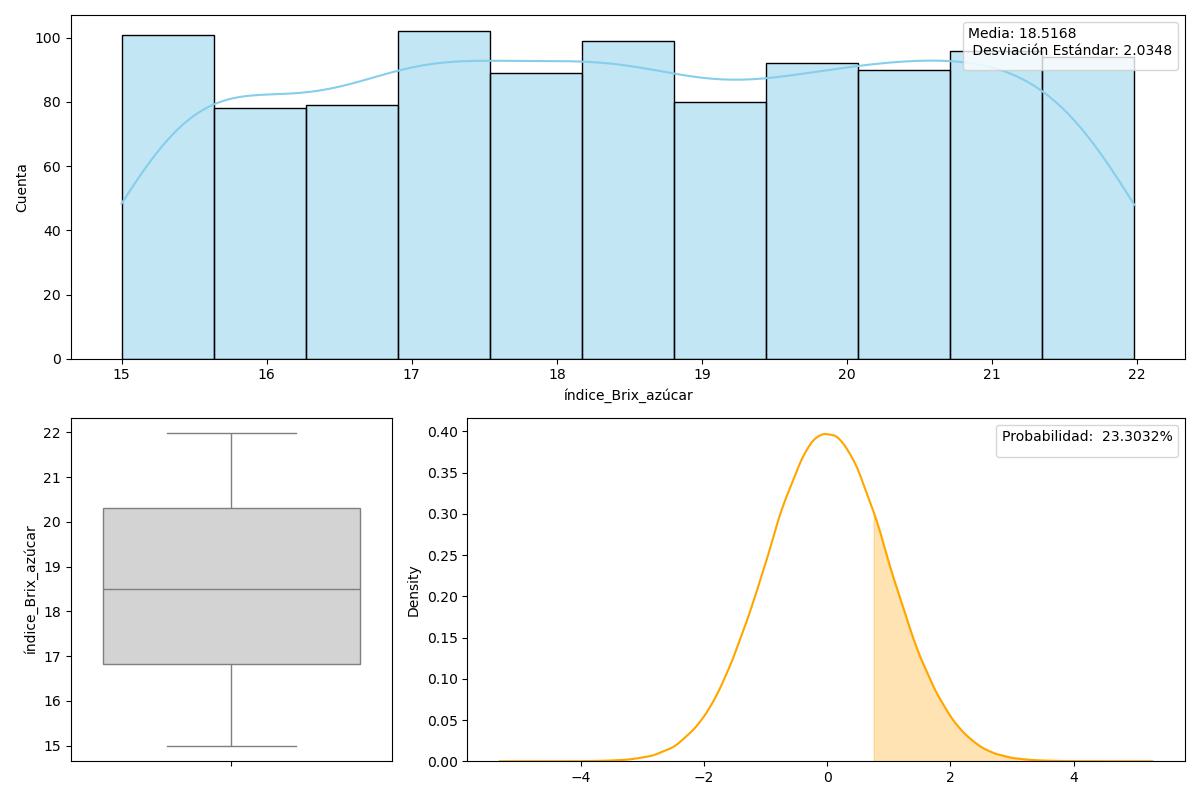 Media: 18.5168
Desviación Estándar: 2.0348
Cuenta
100
80
60
40
20
0
15 16 17 18 19 20 21 22
índice_Brix_azúcar
índice_Brix_azúcar
22
21
20
19
18
17
16
15
Probabilidad: 23.3032%
Density
0.40
0.35
0.30
0.25
0.20
0.15
0.10
0.05
0.00
−4 −2 0 2 4